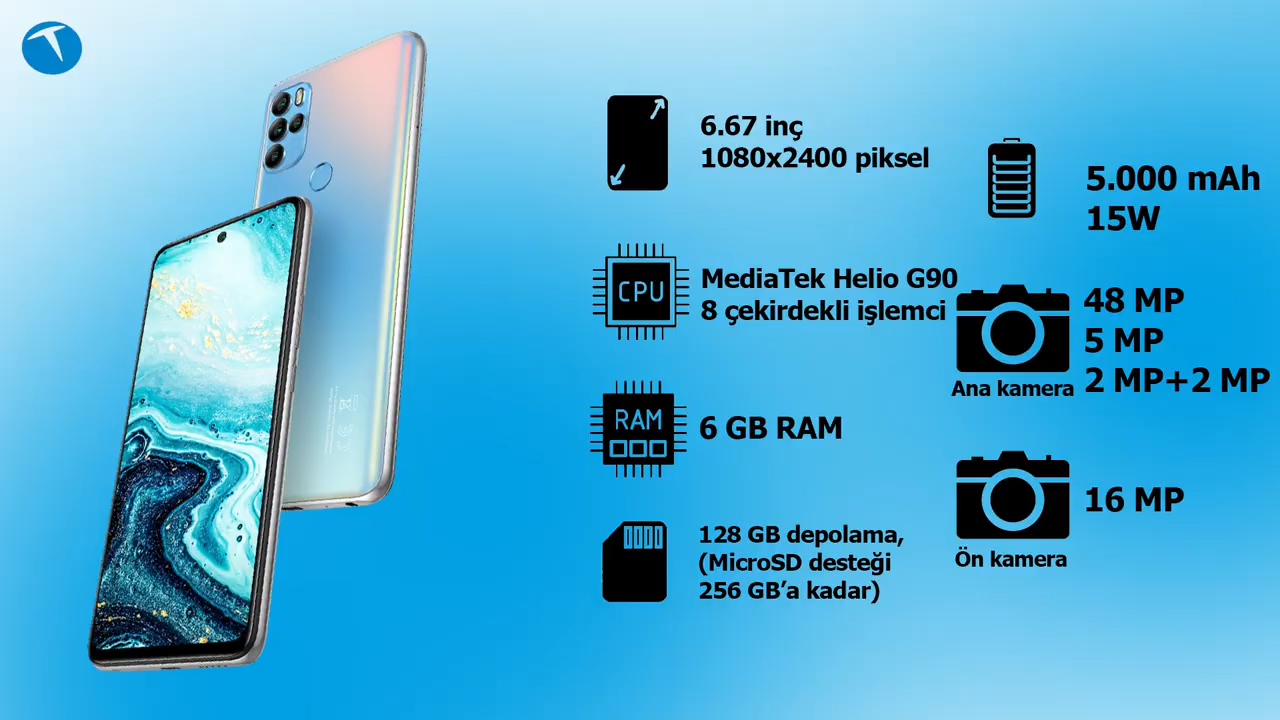 6.67 inç
1080x2400 piksel
CPU
MediaTek Helio G90
8 çekirdekli işlemci
RAM
6 GB RAM
128 GB depolama,
(MicroSD desteği
256 GB’a kadar)
5.000 mAh
15W
48 MP
5 MP
2 MP+2 MP
Ana kamera
16 MP
Ön kamera